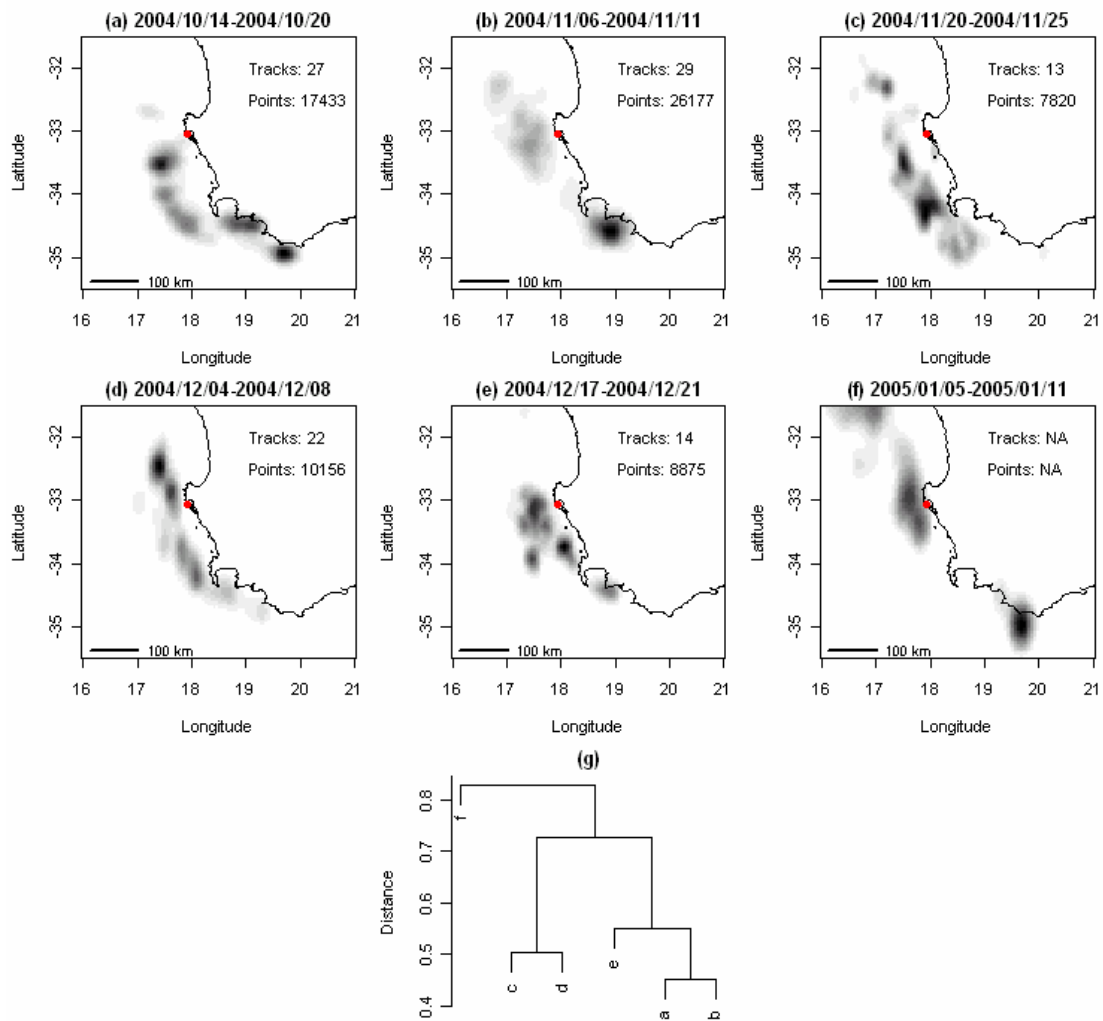 (a) 2004/10/14-2004/10/20
Tracks: 27
Points: 17433
Latitude
-32
-33
-34
-35
100 km
16 17 18 19 20 21
Longitude
(b) 2004/11/06-2004/11/11
Tracks: 29
Points: 26177
Latitude
-32
-33
-34
-35
100 km
16 17 18 19 20 21
Longitude
(c) 2004/11/20-2004/11/25
Tracks: 13
Points: 7820
Latitude
-32
-33
-34
-35
100 km
16 17 18 19 20 21
Longitude
(d) 2004/12/04-2004/12/08
Tracks: 22
Points: 10156
Latitude
-32
-33
-34
-35
100 km
16 17 18 19 20 21
Longitude
(e) 2004/12/17-2004/12/21
Tracks: 14
Points: 8875
Latitude
-32
-33
-34
-35
100 km
16 17 18 19 20 21
Longitude
(f) 2005/01/05-2005/01/11
Tracks: NA
Points: NA
Latitude
-32
-33
-34
-35
100 km
16 17 18 19 20 21
Longitude
(g)
Distance
0.8
0.7
0.6
0.5
0.4
f
c
d
e
a
b